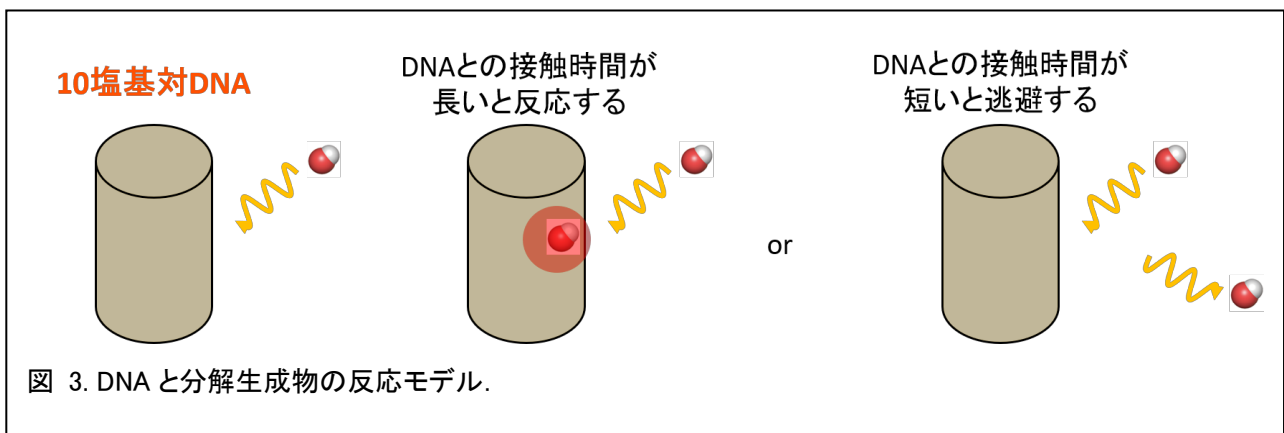 10塩基対DNA
DNAとの接触時間が
長いと反応する
DNAとの接触時間が
短いと逃避する
or
図 3. DNA と分解生成物の反応モデル.